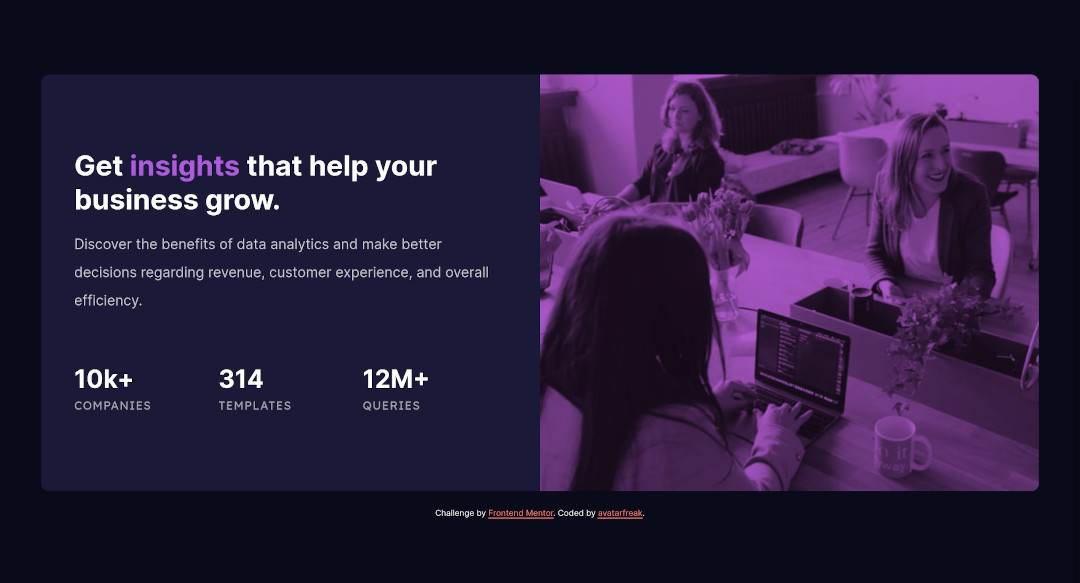 Get insights that help your
business grow.
Discover the benefits of data analytics and make better
decisions regarding revenue, customer experience, and overall
efficiency.
10k+ 314 12M+
COMPANIES TEMPLATES QUERIES
Challenge by Frontend Mentor. Coded by avatarfreak.